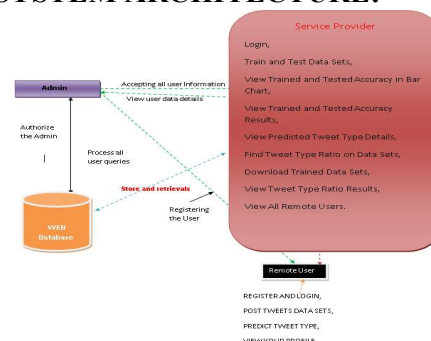 SYSTEM ARCHITECTURE:
Service Provider
Login,
Train and Test Data Sets,
View Trained and Tested Accuracy in Bar
Chart,
View Trained and Tested Accuracy
Results,
View Predicted Tweet Type Details,
Find Tweet Type Ratio on Data Sets,
Download Trained Data Sets,
View Tweet Type Ratio Results,
View All Remote Users.
Admin
Accepting all user Information
View user data details
Authorize
the Admin
Process all
user queries
Store and retrievals
Registering
the User
WEB
Database
Remote User
REGISTER AND LOGIN,
POST TWEETS DATA SETS,
PREDICT TWEET TYPE,
VIEW YOUR PROFILE